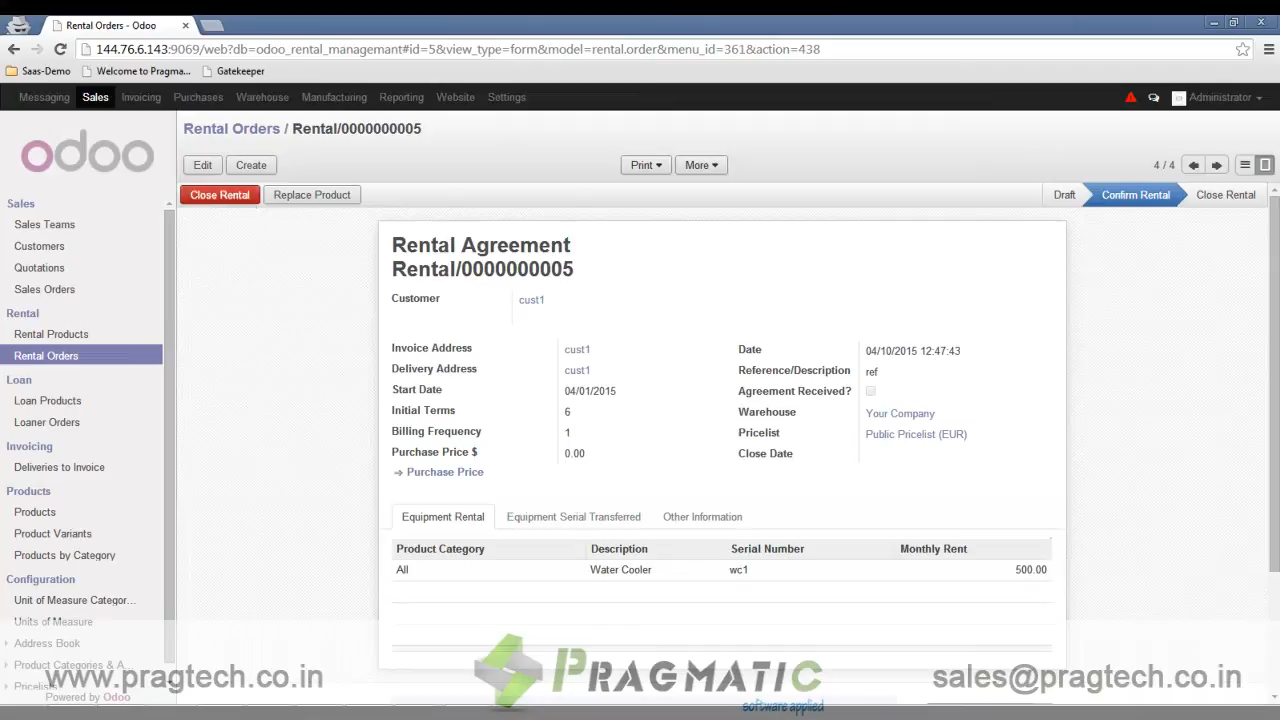 Rental Orders - Odoo
144.76.6.143:9069/web?db=odoo_rental_managemant#id=5&view_type=form&model=rental.order&menu_id=361&action=438
Saas-Demo Welcome to Pragma... Gatekeeper
Messaging Sales Invoicing Purchases Warehouse Manufacturing Reporting Website Settings Administrator
odoo
Rental Orders / Rental/0000000005
Edit Create Print More 4 / 4
Close Rental Replace Product Draft Confirm Rental Close Rental
Sales
Sales Teams
Customers
Quotations
Sales Orders
Rental
Rental Products
Rental Orders
Loan
Loan Products
Loaner Orders
Invoicing
Deliveries to Invoice
Products
Products
Product Variants
Products by Category
Configuration
Unit of Measure Categor...
Units of Measure
Address Book
Product Categories & A...
Pricelists
Powered by Odoo
Rental Agreement
Rental/0000000005
Customer cust1
Invoice Address cust1
Delivery Address cust1
Start Date 04/01/2015
Initial Terms 6
Billing Frequency 1
Purchase Price $ 0.00
→ Purchase Price
Date 04/10/2015 12:47:43
Reference/Description ref
Agreement Received?
Warehouse Your Company
Pricelist Public Pricelist (EUR)
Close Date
Equipment Rental Equipment Serial Transferred Other Information
Product Category Description Serial Number Monthly Rent
All Water Cooler wc1 500.00
www.pragtech.co.in
PRAGMATIC
software applied
sales@pragtech.co.in